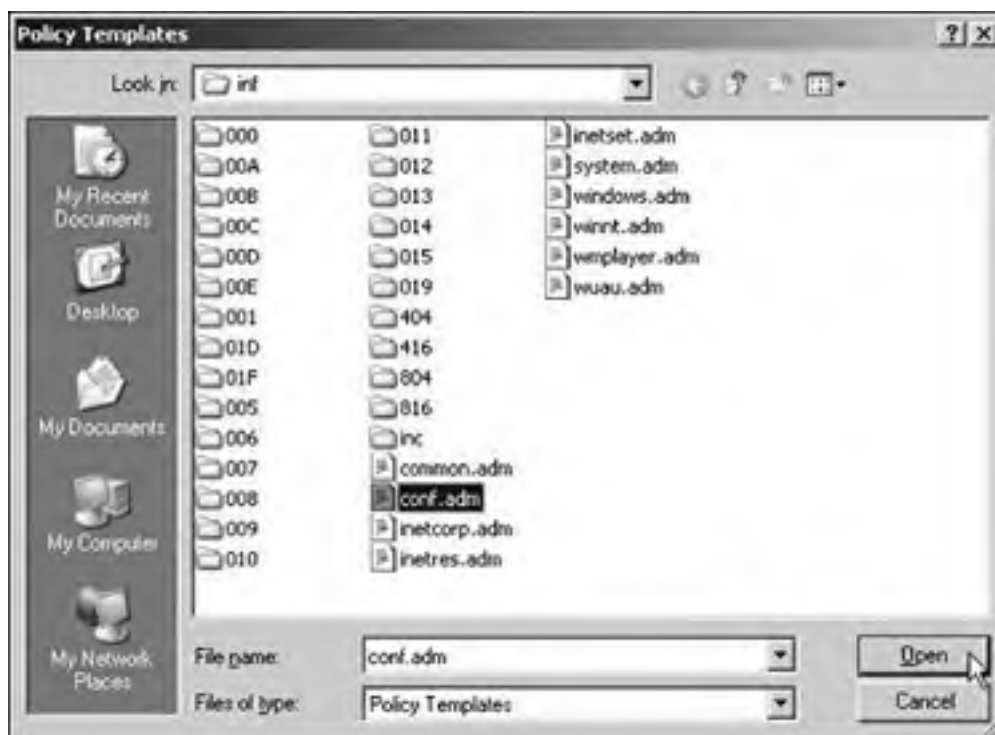 Policy Templates
Look in:
inf
My Recent
Documents
Desktop
My Documents
My Computer
My Network
Places
000
00A
00B
00C
00D
00E
001
01D
01F
005
006
007
008
009
010
011
012
013
014
015
019
404
416
804
816
inc
common.adm
conf.adm
inetcorp.adm
inetres.adm
inetset.adm
system.adm
windows.adm
winnt.adm
wmplayer.adm
wuau.adm
File name:
conf.adm
Open
Files of type:
Policy Templates
Cancel